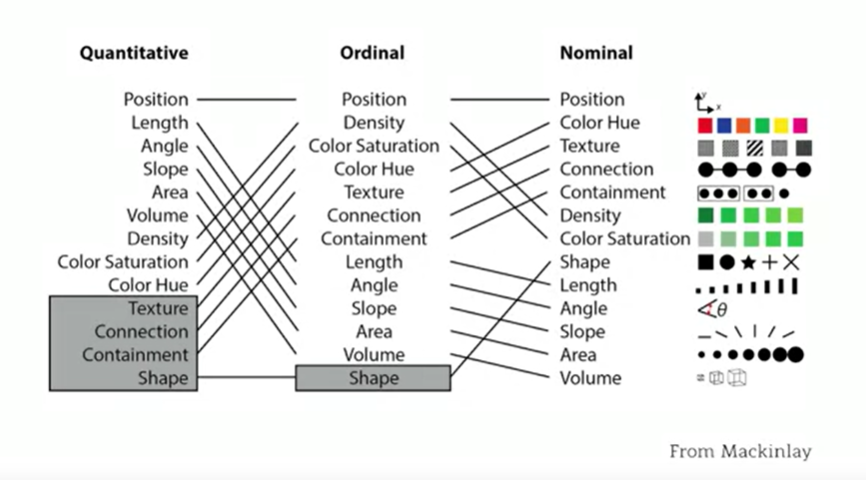 Quantitative Ordinal Nominal
Position Position Position
Length Density Color Hue
Angle Color Saturation Texture
Slope Color Hue Connection
Area Texture Containment
Volume Connection Density
Density Containment Color Saturation
Color Saturation Length Shape
Color Hue Angle Length
Texture Slope Angle
Connection Area Slope
Containment Volume Area
Shape Shape Volume
y
x
θ
From Mackinlay